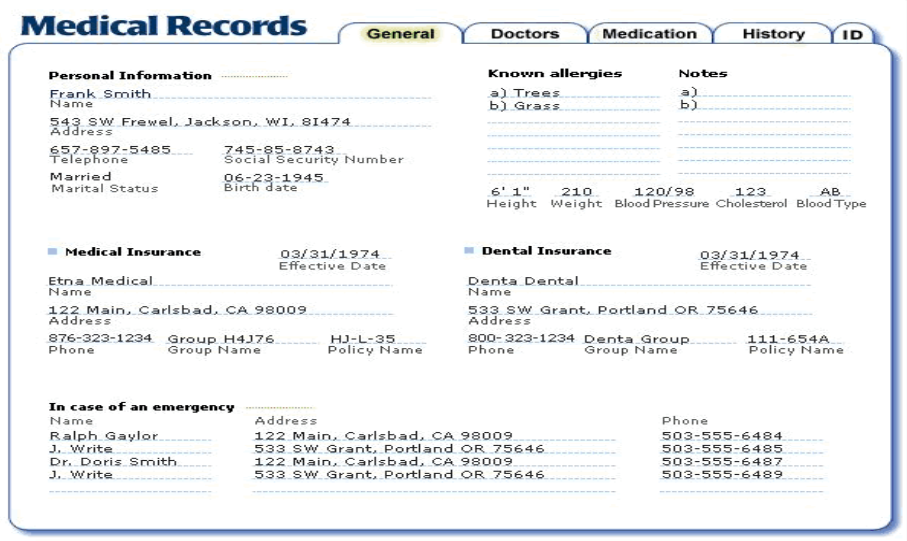 Medical Records
General Doctors Medication History ID
Personal Information
Frank Smith
Name
543 SW Frewel, Jackson, WI, 8I474
Address
657-897-5485 745-85-8743
Telephone Social Security Number
Married 06-23-1945
Marital Status Birth date
Known allergies Notes
a) Trees a)
b) Grass b)
6' 1" 210 120/98 123 AB
Height Weight Blood Pressure Cholesterol Blood Type
Medical Insurance 03/31/1974
Effective Date
Etna Medical
Name
122 Main, Carlsbad, CA 98009
Address
876-323-1234 Group H4J76 HJ-L-35
Phone Group Name Policy Name
Dental Insurance 03/31/1974
Effective Date
Denta Dental
Name
533 SW Grant, Portland OR 75646
Address
800-323-1234 Denta Group 111-654A
Phone Group Name Policy Name
In case of an emergency
Name Address Phone
Ralph Gaylor 122 Main, Carlsbad, CA 98009 503-555-6484
J. Write 533 SW Grant, Portland OR 75646 503-555-6485
Dr. Doris Smith 122 Main, Carlsbad, CA 98009 503-555-6487
J. Write 533 SW Grant, Portland OR 75646 503-555-6489